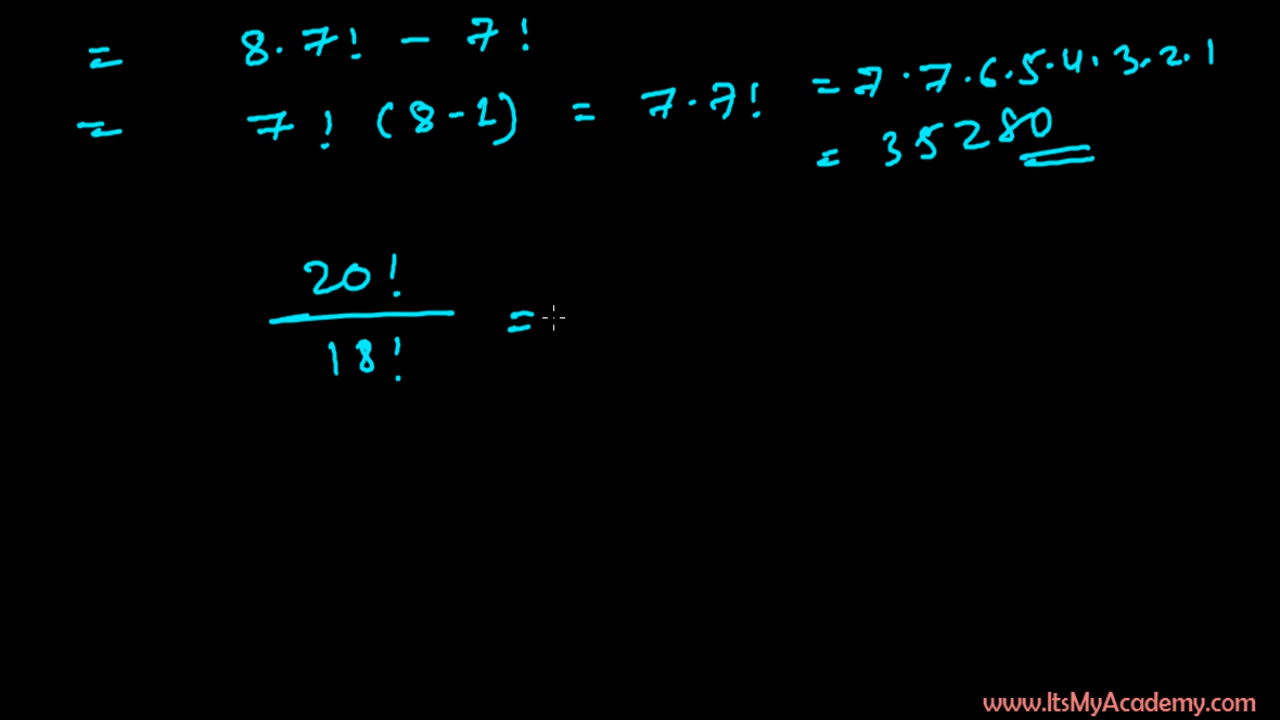 = 8·7! - 7!
= 7! (8-1) = 7·7! = 7·7·6·5·4·3·2·1
= 35280
20!
18! =
www.ItsMyAcademy.com